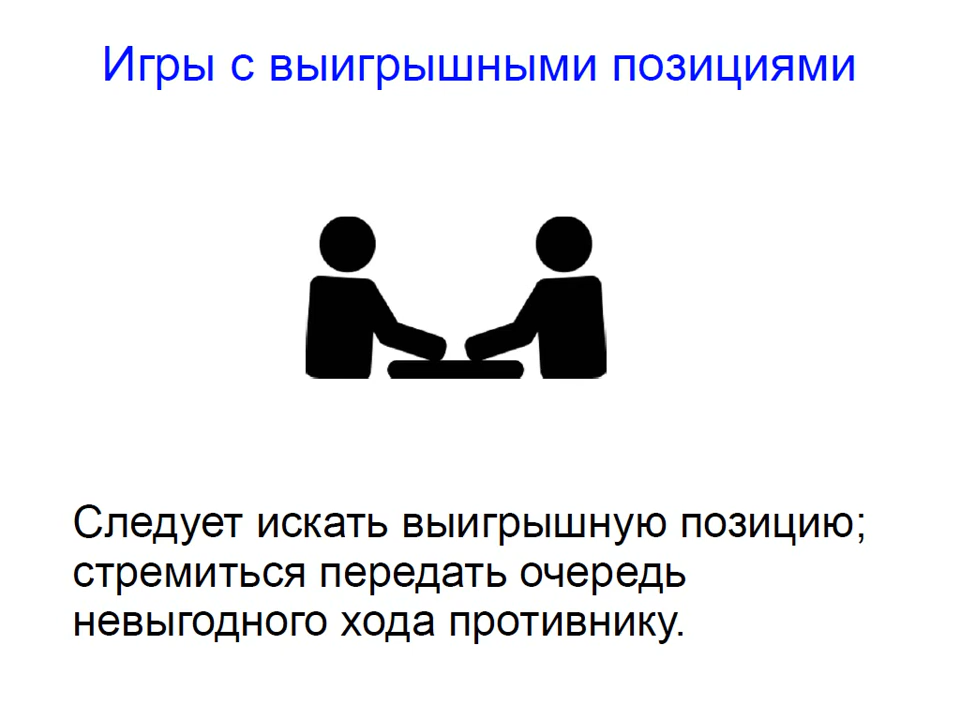 Игры с выигрышными позициями
Следует искать выигрышную позицию;
стремиться передать очередь
невыгодного хода противнику.